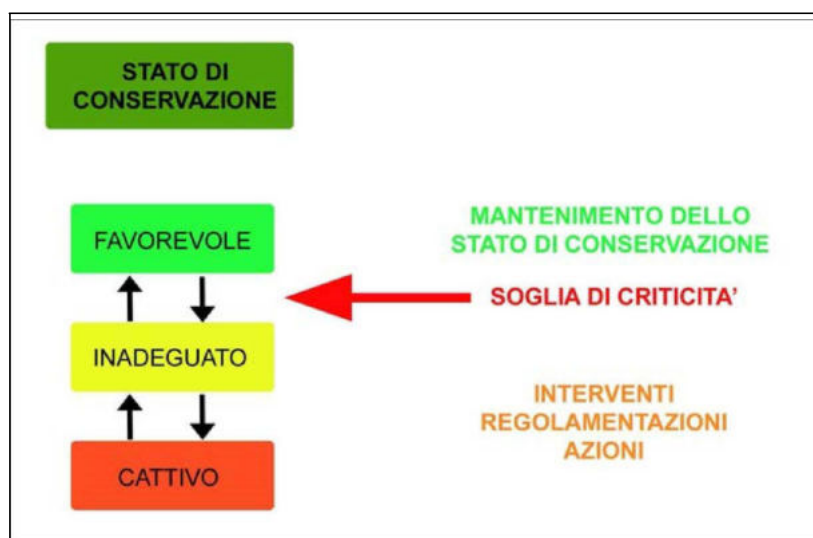 STATO DI
CONSERVAZIONE
FAVOREVOLE
MANTENIMENTO DELLO
STATO DI CONSERVAZIONE
SOGLIA DI CRITICITA'
INADEGUATO
INTERVENTI
REGOLAMENTAZIONI
AZIONI
CATTIVO